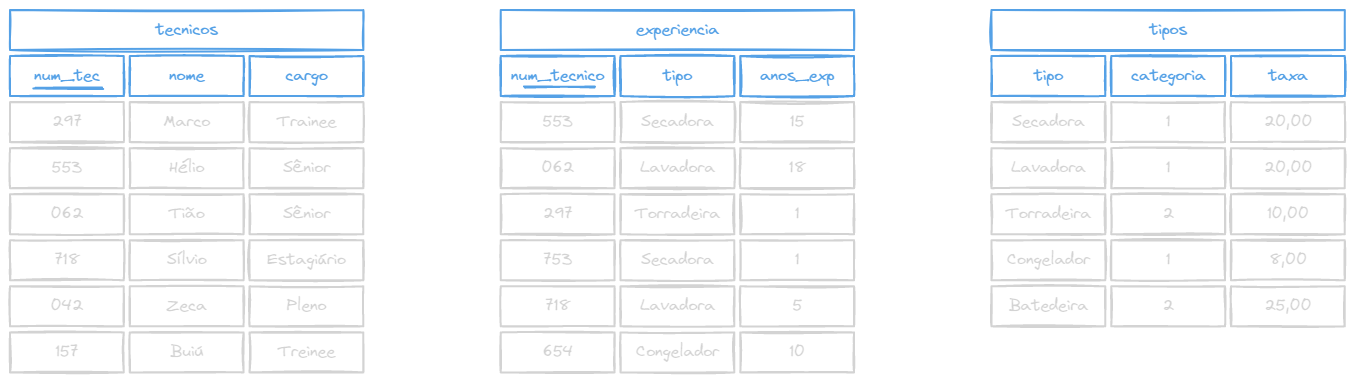 tecnicos
num_tec nome cargo
297 Marco Trainee
553 Hélio Sênior
062 Tião Sênior
718 Sílvio Estagiário
042 Zeca Pleno
157 Buiú Treinee
experiencia
num_tecnico tipo anos_exp
553 Secadora 15
062 Lavadora 18
297 Torradeira 1
753 Secadora 1
718 Lavadora 5
654 Congelador 10
tipos
tipo categoria taxa
Secadora 1 20,00
Lavadora 1 20,00
Torradeira 2 10,00
Congelador 1 8,00
Batedeira 2 25,00